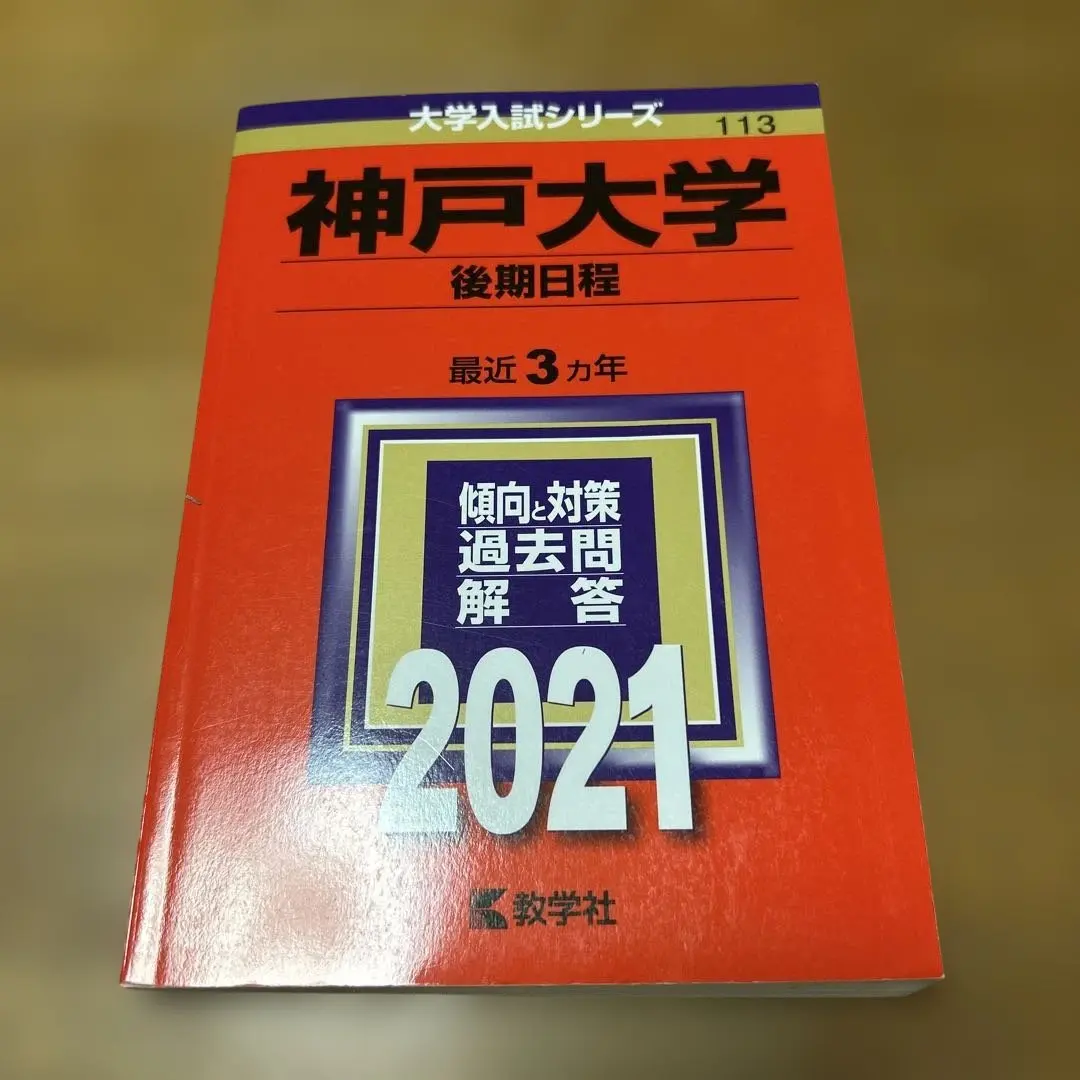 大学入試シリーズ
113
神戸大学
後期日程
最近3カ年
傾向と対策
過去問
解答
2021
教学社